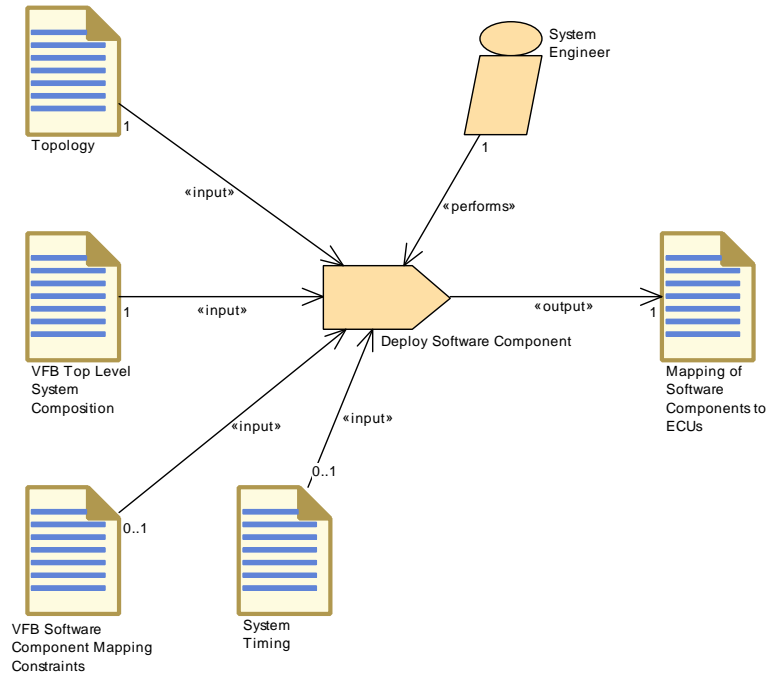 System
Engineer
1
Topology
1
«input»
«performs»
1
«input»
«output»
1
Deploy Software Component
VFB Top Level
System
Composition
Mapping of
Software
Components to
ECUs
«input»
«input»
0..1
0..1
VFB Software
Component Mapping
Constraints
System
Timing